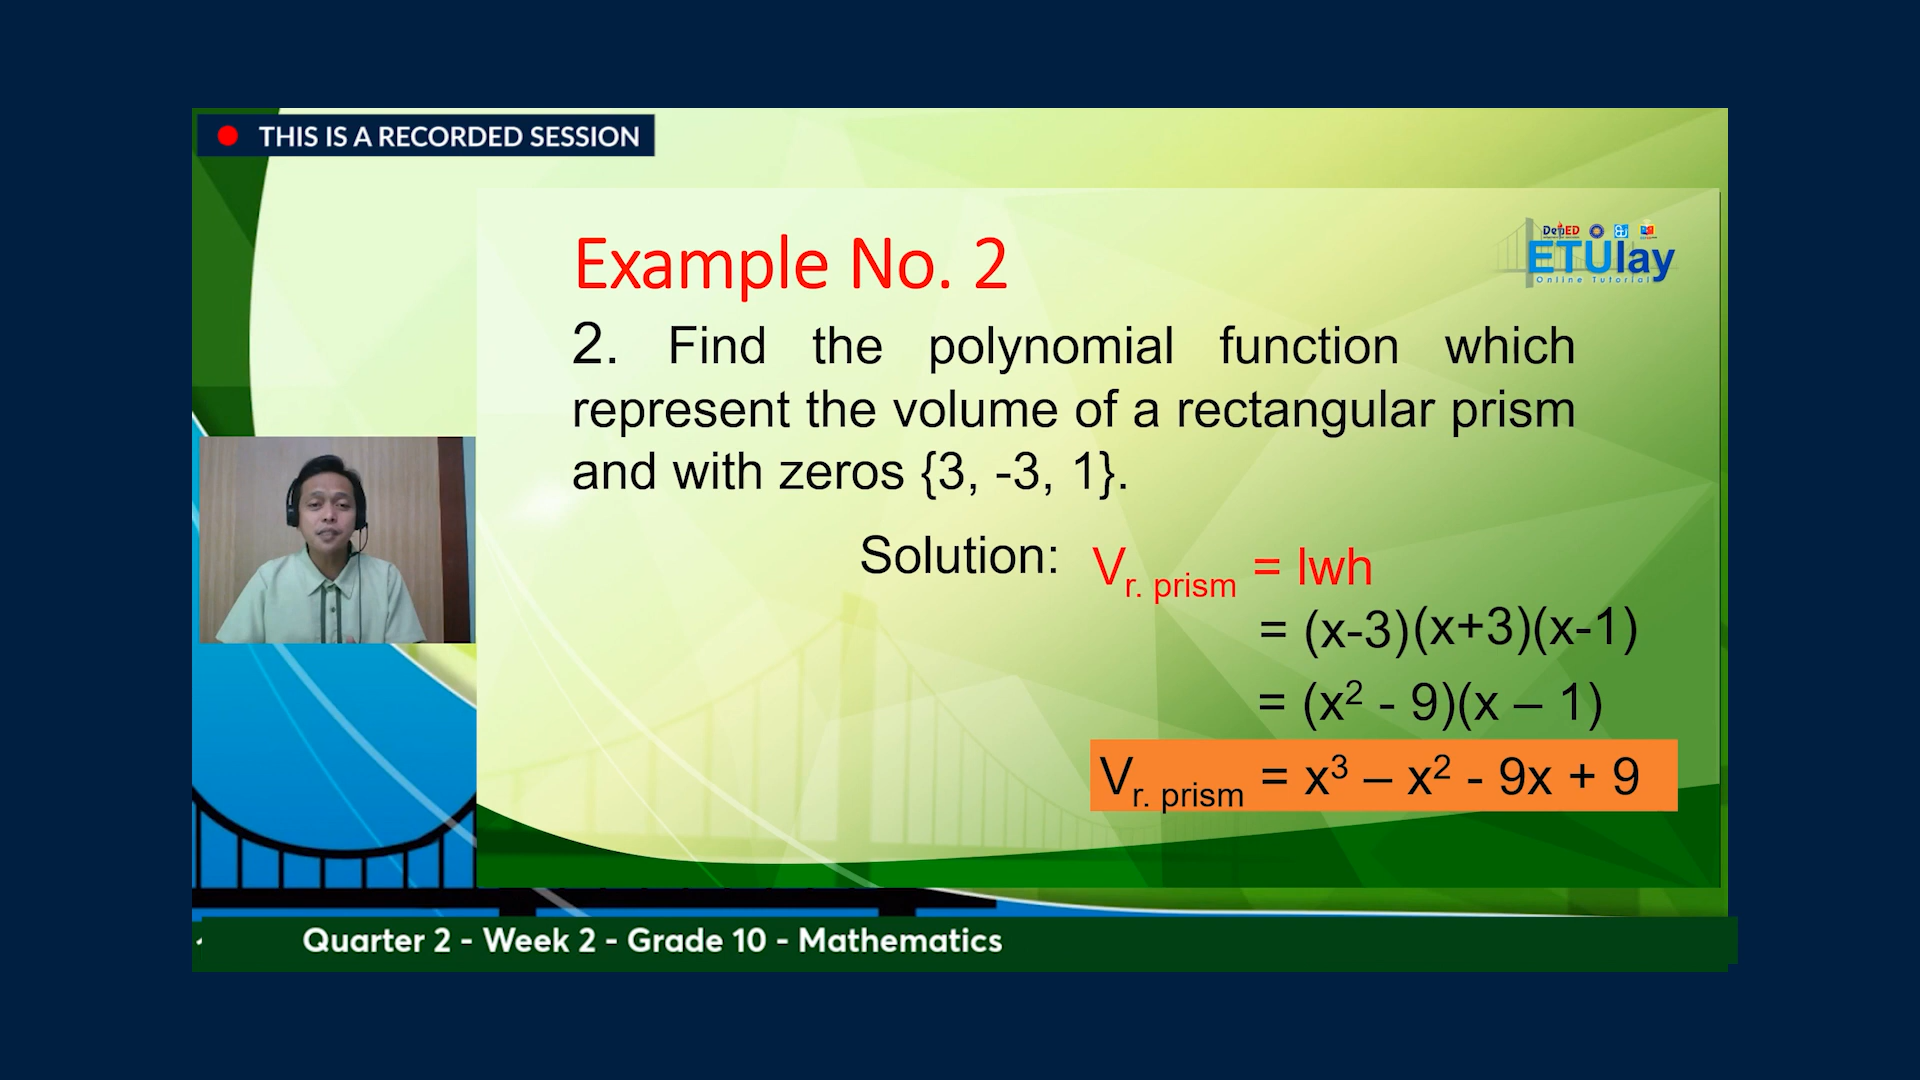 THIS IS A RECORDED SESSION
Example No. 2
DepED
ETUlay
Online Tutorial
2. Find the polynomial function which
represent the volume of a rectangular prism
and with zeros {3, -3, 1}.
Solution: Vr. prism = lwh
= (x-3)(x+3)(x-1)
= (x² - 9)(x – 1)
Vr. prism = x³ – x² - 9x + 9
Quarter 2 - Week 2 - Grade 10 - Mathematics